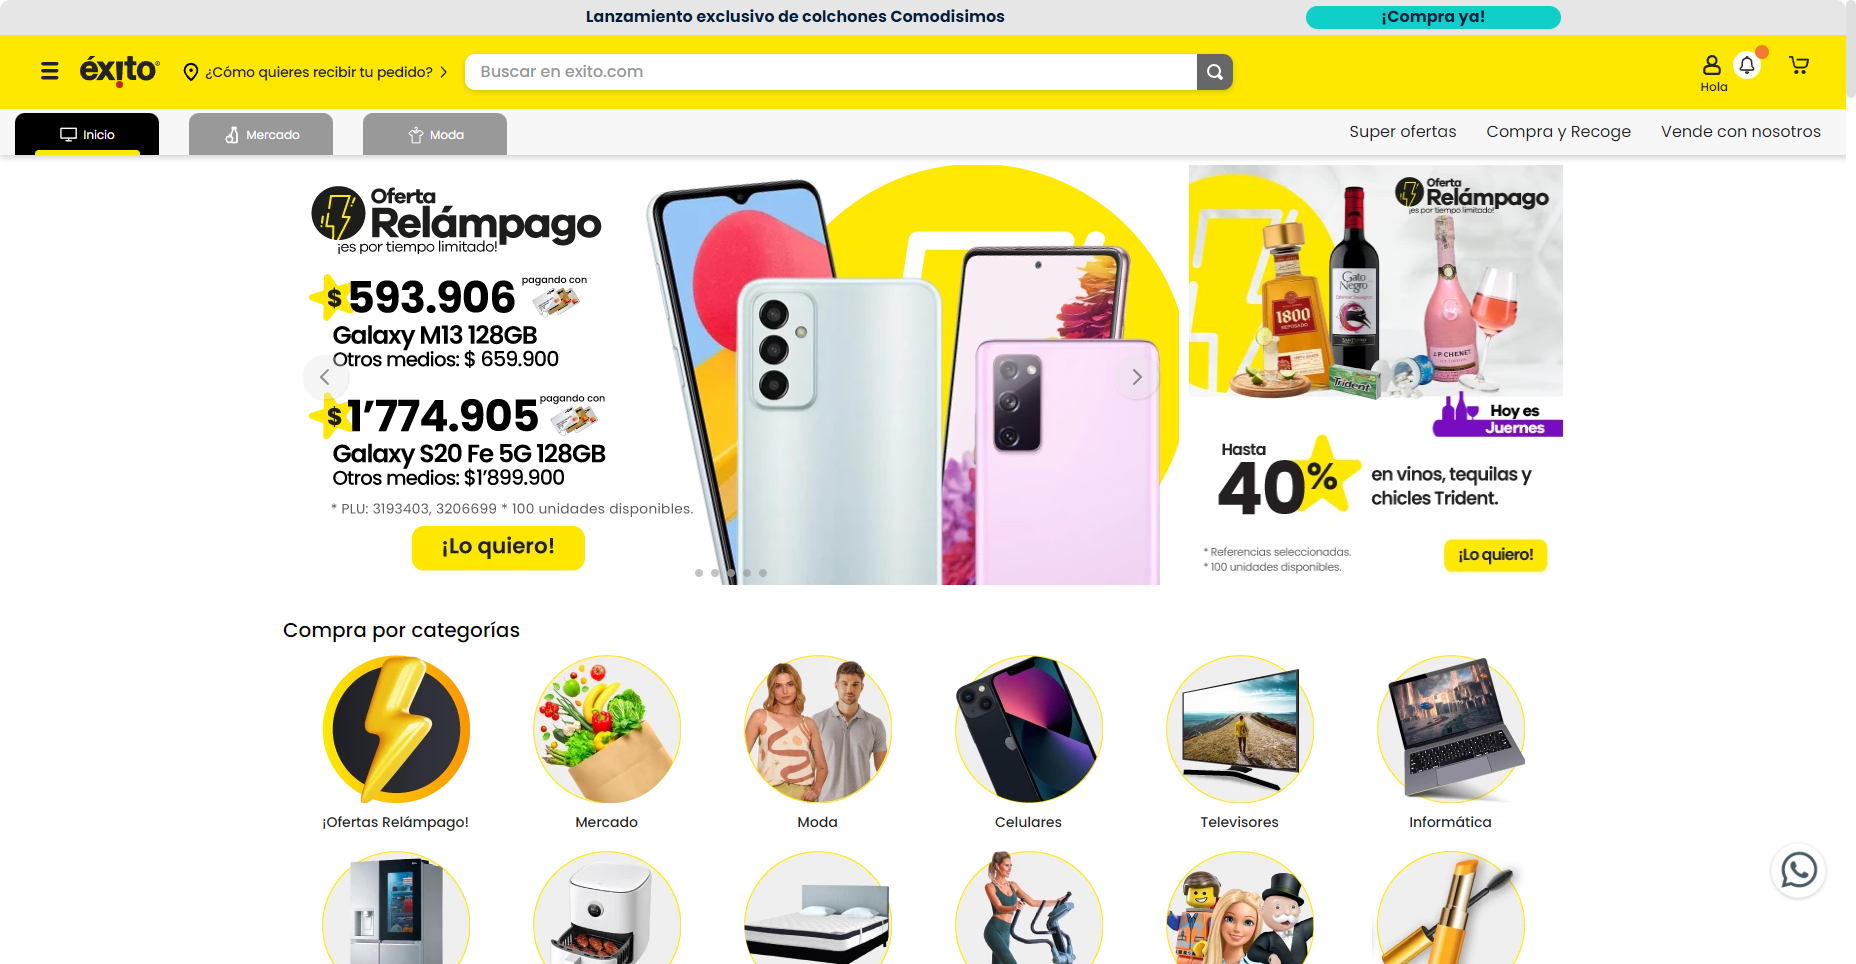 Lanzamiento exclusivo de colchones Comodisimos
¡Compra ya!
éxito
¿Cómo quieres recibir tu pedido?
Buscar en exito.com
Hola
Inicio
Mercado
Moda
Super ofertas
Compra y Recoge
Vende con nosotros
Oferta
Relámpago
¡es por tiempo limitado!
$ 593.906 pagando con
Galaxy M13 128GB
Otros medios: $ 659.900
$ 1'774.905 pagando con
Galaxy S20 Fe 5G 128GB
Otros medios: $1'899.900
* PLU: 3193403, 3206699 * 100 unidades disponibles.
¡Lo quiero!
Oferta
Relámpago
¡es por tiempo limitado!
Gato
Negro
1800
REPOSADO
J.P. CHENET
Trident
Hoy es
Juernes
Hasta
40%
en vinos, tequilas y
chicles Trident.
* Referencias seleccionadas.
* 100 unidades disponibles.
¡Lo quiero!
Compra por categorías
¡Ofertas Relámpago!
Mercado
Moda
Celulares
Televisores
Informática